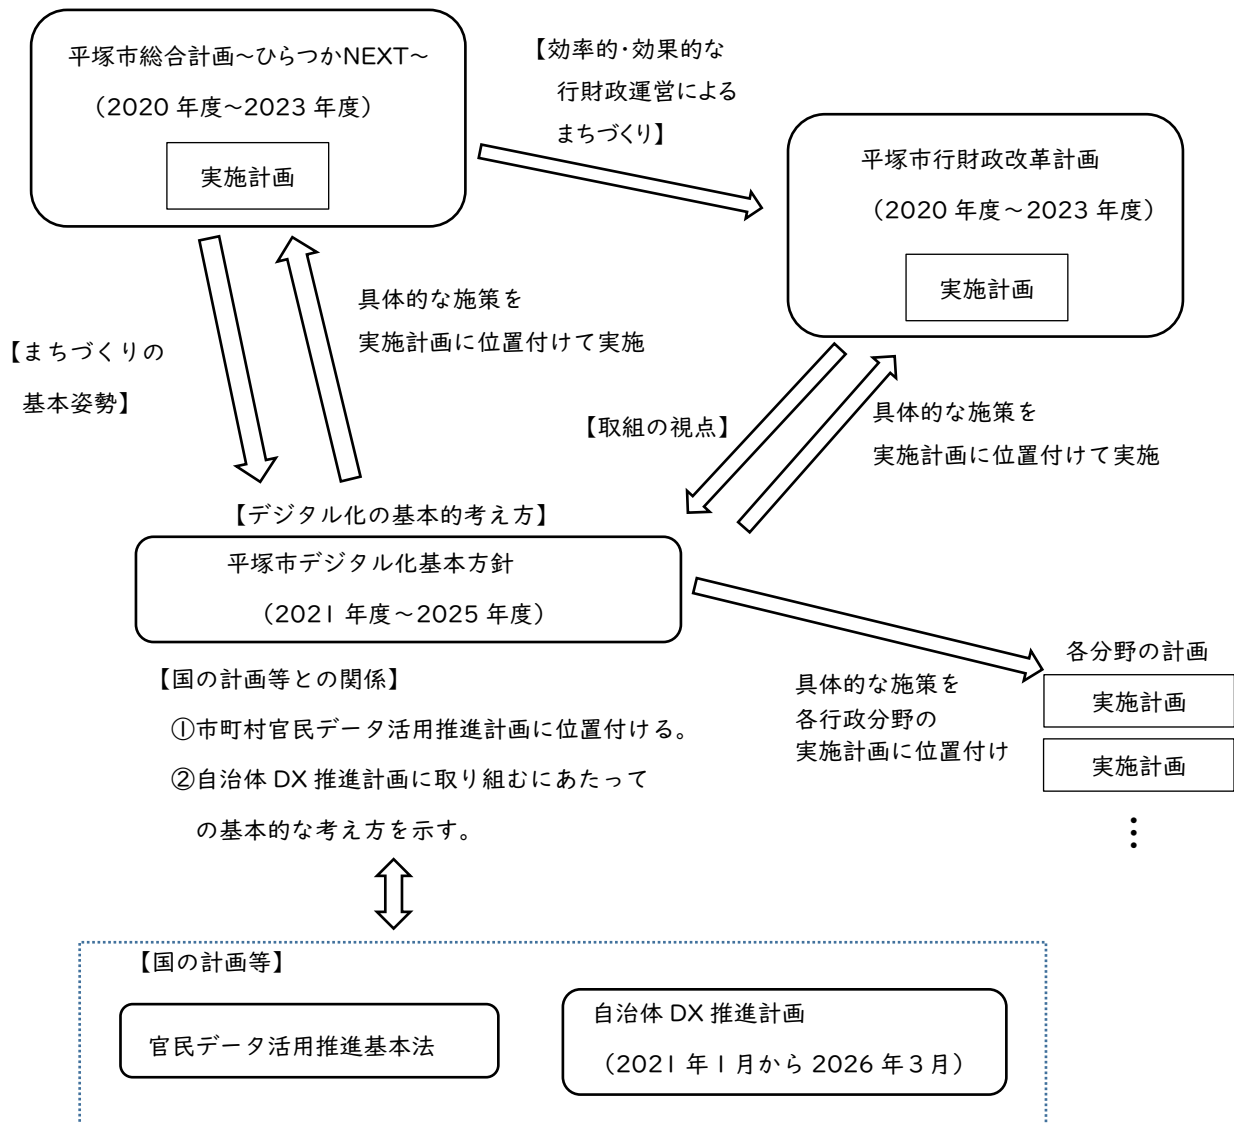 平塚市総合計画～ひらつかNEXT～
（2020 年度～2023 年度）
実施計画
【効率的・効果的な
行財政運営による
まちづくり】
平塚市行財政改革計画
（2020 年度～2023 年度）
実施計画
【まちづくりの
基本姿勢】
具体的な施策を
実施計画に位置付けて実施
【取組の視点】
具体的な施策を
実施計画に位置付けて実施
【デジタル化の基本的考え方】
平塚市デジタル化基本方針
（2021 年度～2025 年度）
【国の計画等との関係】
①市町村官民データ活用推進計画に位置付ける。
②自治体 DX 推進計画に取り組むにあたって
の基本的な考え方を示す。
具体的な施策を
各行政分野の
実施計画に位置付け
各分野の計画
実施計画
実施計画
⋮
【国の計画等】
官民データ活用推進基本法
自治体 DX 推進計画
（2021 年 1 月から 2026 年３月）